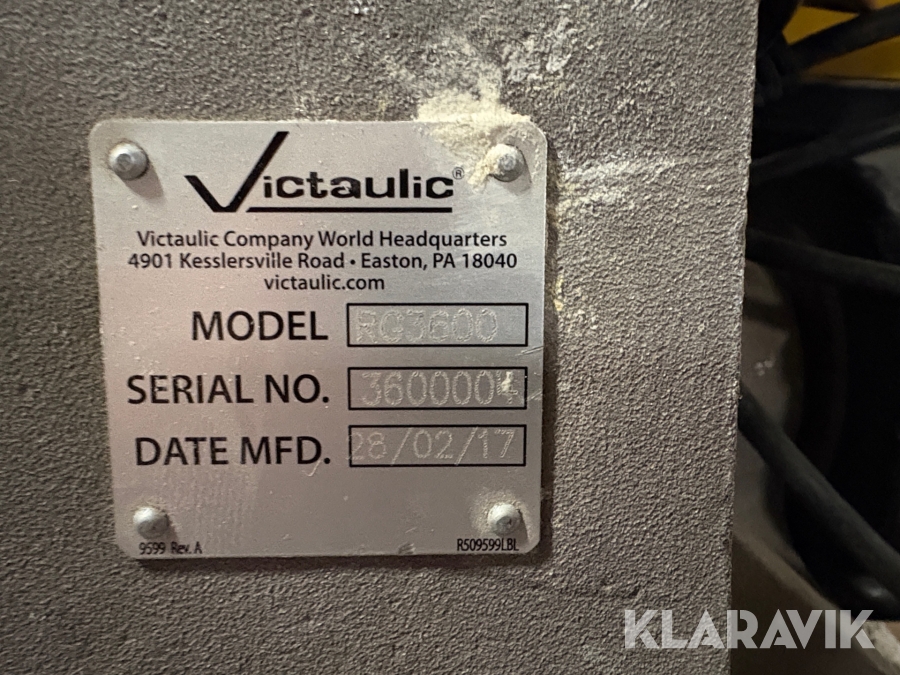 Victaulic®
Victaulic Company World Headquarters
4901 Kesslersville Road • Easton, PA 18040
victaulic.com
MODEL RG3600
SERIAL NO. 3600004
DATE MFD. 28/02/17
9599 Rev. A R509599LBL
KLARAVIK